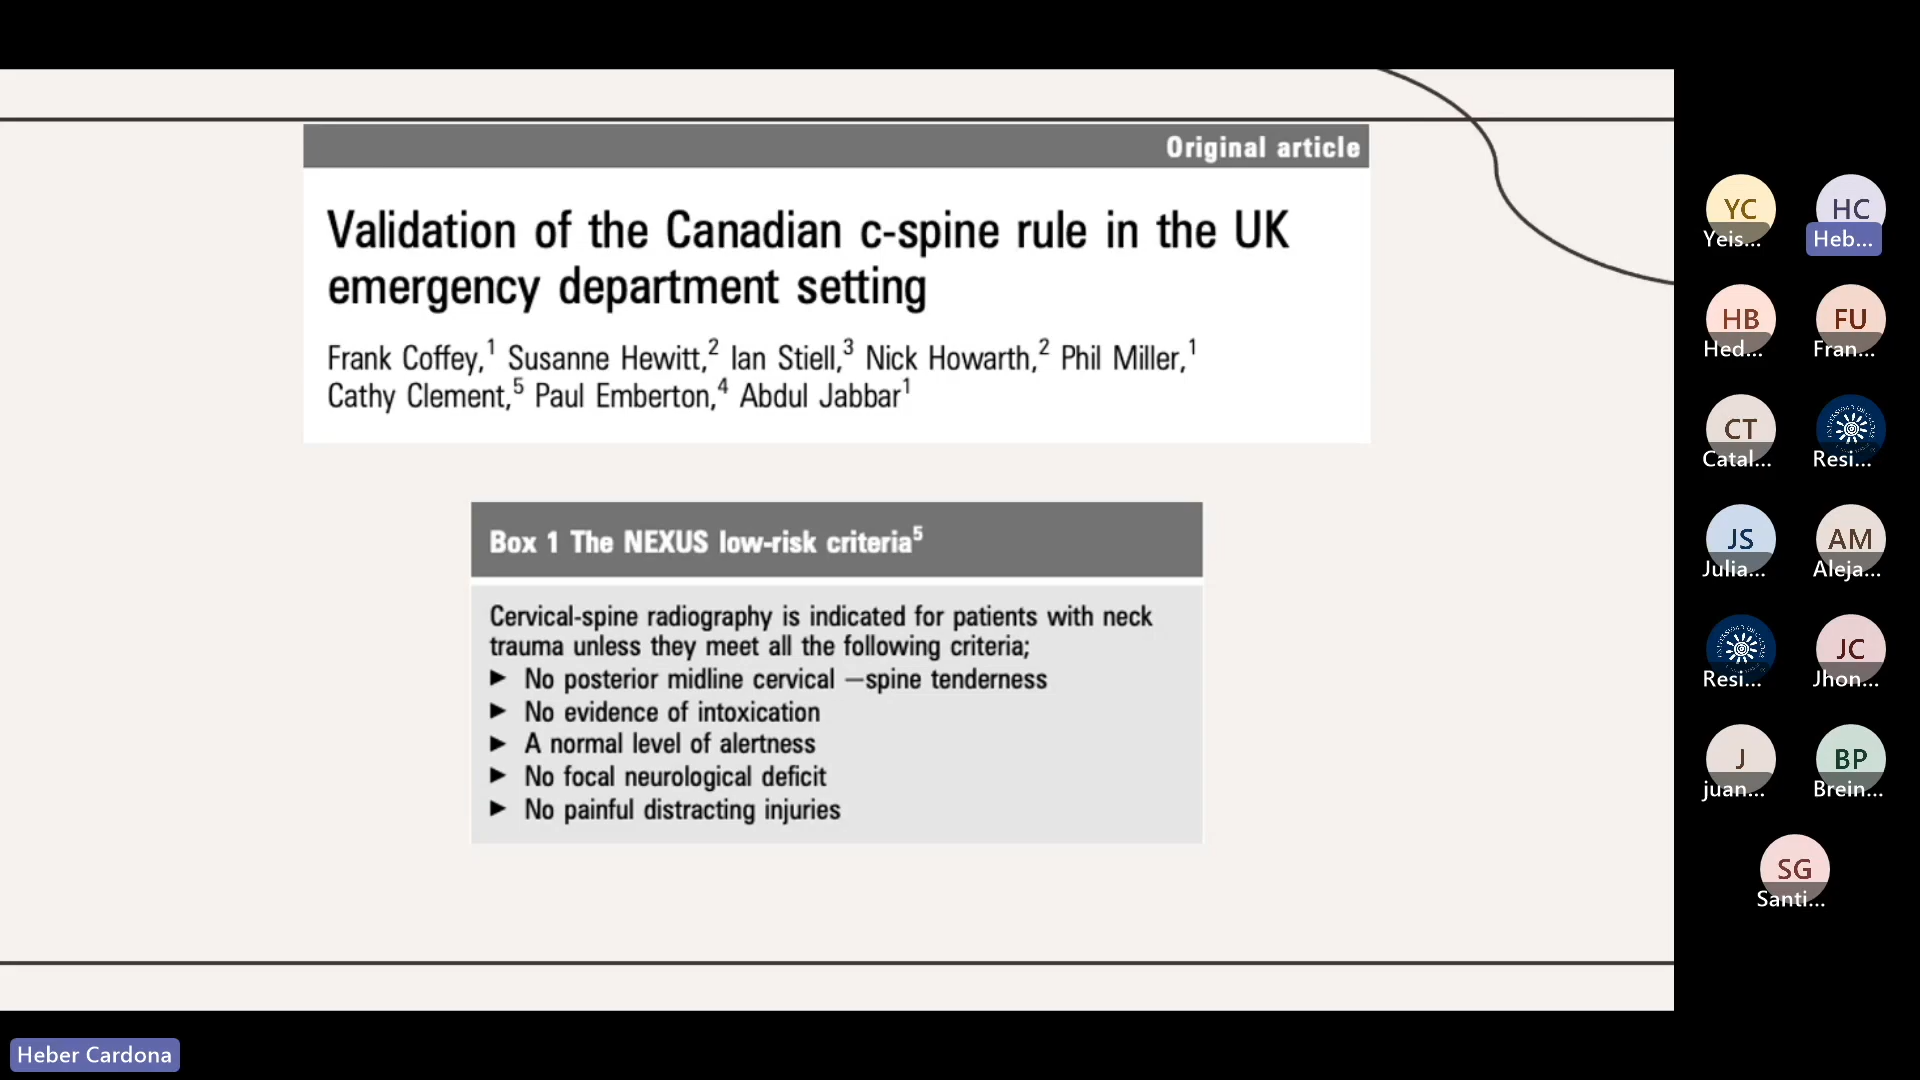 Original article
Validation of the Canadian c-spine rule in the UK
emergency department setting
Frank Coffey,1 Susanne Hewitt,2 Ian Stiell,3 Nick Howarth,2 Phil Miller,1
Cathy Clement,5 Paul Emberton,4 Abdul Jabbar1
Box 1 The NEXUS low-risk criteria5
Cervical-spine radiography is indicated for patients with neck
trauma unless they meet all the following criteria;
► No posterior midline cervical —spine tenderness
► No evidence of intoxication
► A normal level of alertness
► No focal neurological deficit
► No painful distracting injuries
YC
Yeis...
HC
Heb...
HB
Hed...
FU
Fran...
CT
Catal...
Resi...
JS
Julia...
AM
Aleja...
Resi...
JC
Jhon...
J
juan...
BP
Brein...
SG
Santi...
Heber Cardona